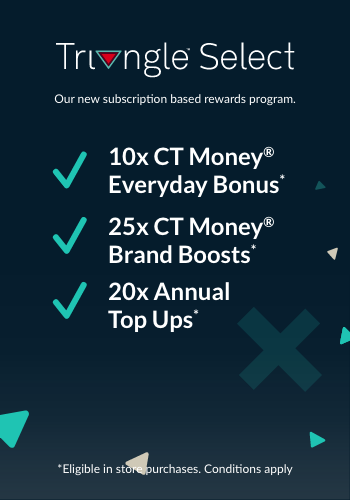 Triangle™ Select
Our new subscription based rewards program.
10x CT Money®
Everyday Bonus*
25x CT Money®
Brand Boosts*
20x Annual
Top Ups*
*Eligible in store purchases. Conditions apply